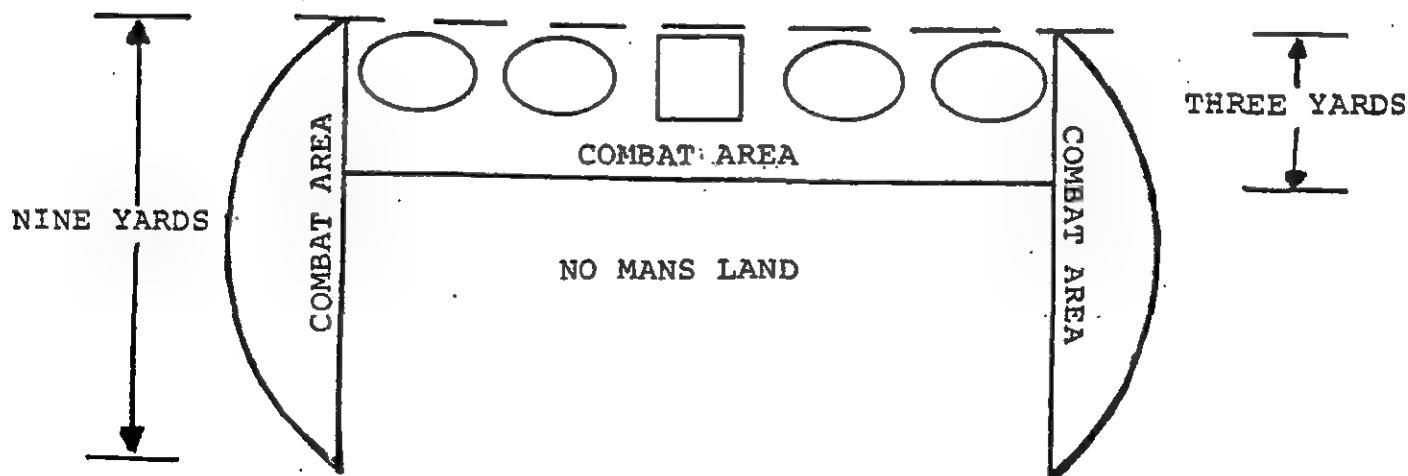 THREE YARDS
COMBAT AREA
COMBAT AREA
COMBAT AREA
NINE YARDS
NO MANS LAND